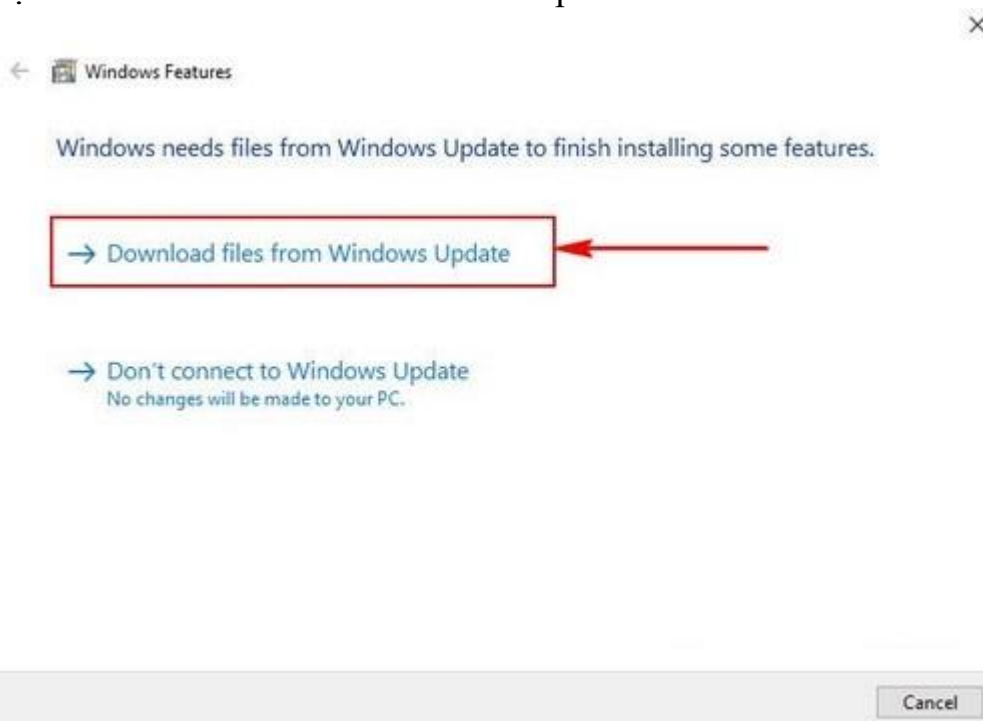 Windows Features
Windows needs files from Windows Update to finish installing some features.
→ Download files from Windows Update
→ Don't connect to Windows Update
No changes will be made to your PC.
Cancel